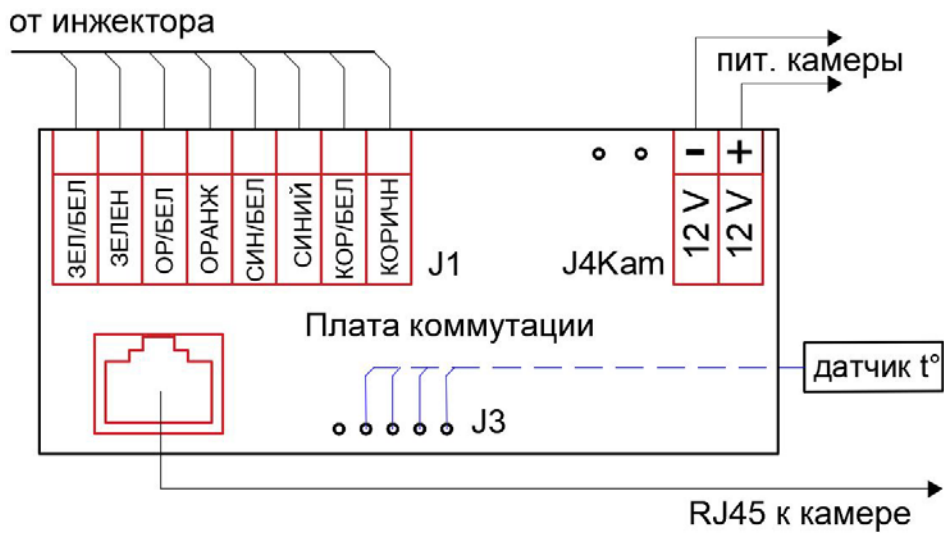 от инжектора
пит. камеры
- +
ЗЕЛ/БЕЛ
ЗЕЛЕН
ОР/БЕЛ
ОРАНЖ
СИН/БЕЛ
СИНИЙ
КОР/БЕЛ
КОРИЧН
J1
J4Kam
12 V
12 V
Плата коммутации
датчик t°
J3
RJ45 к камере